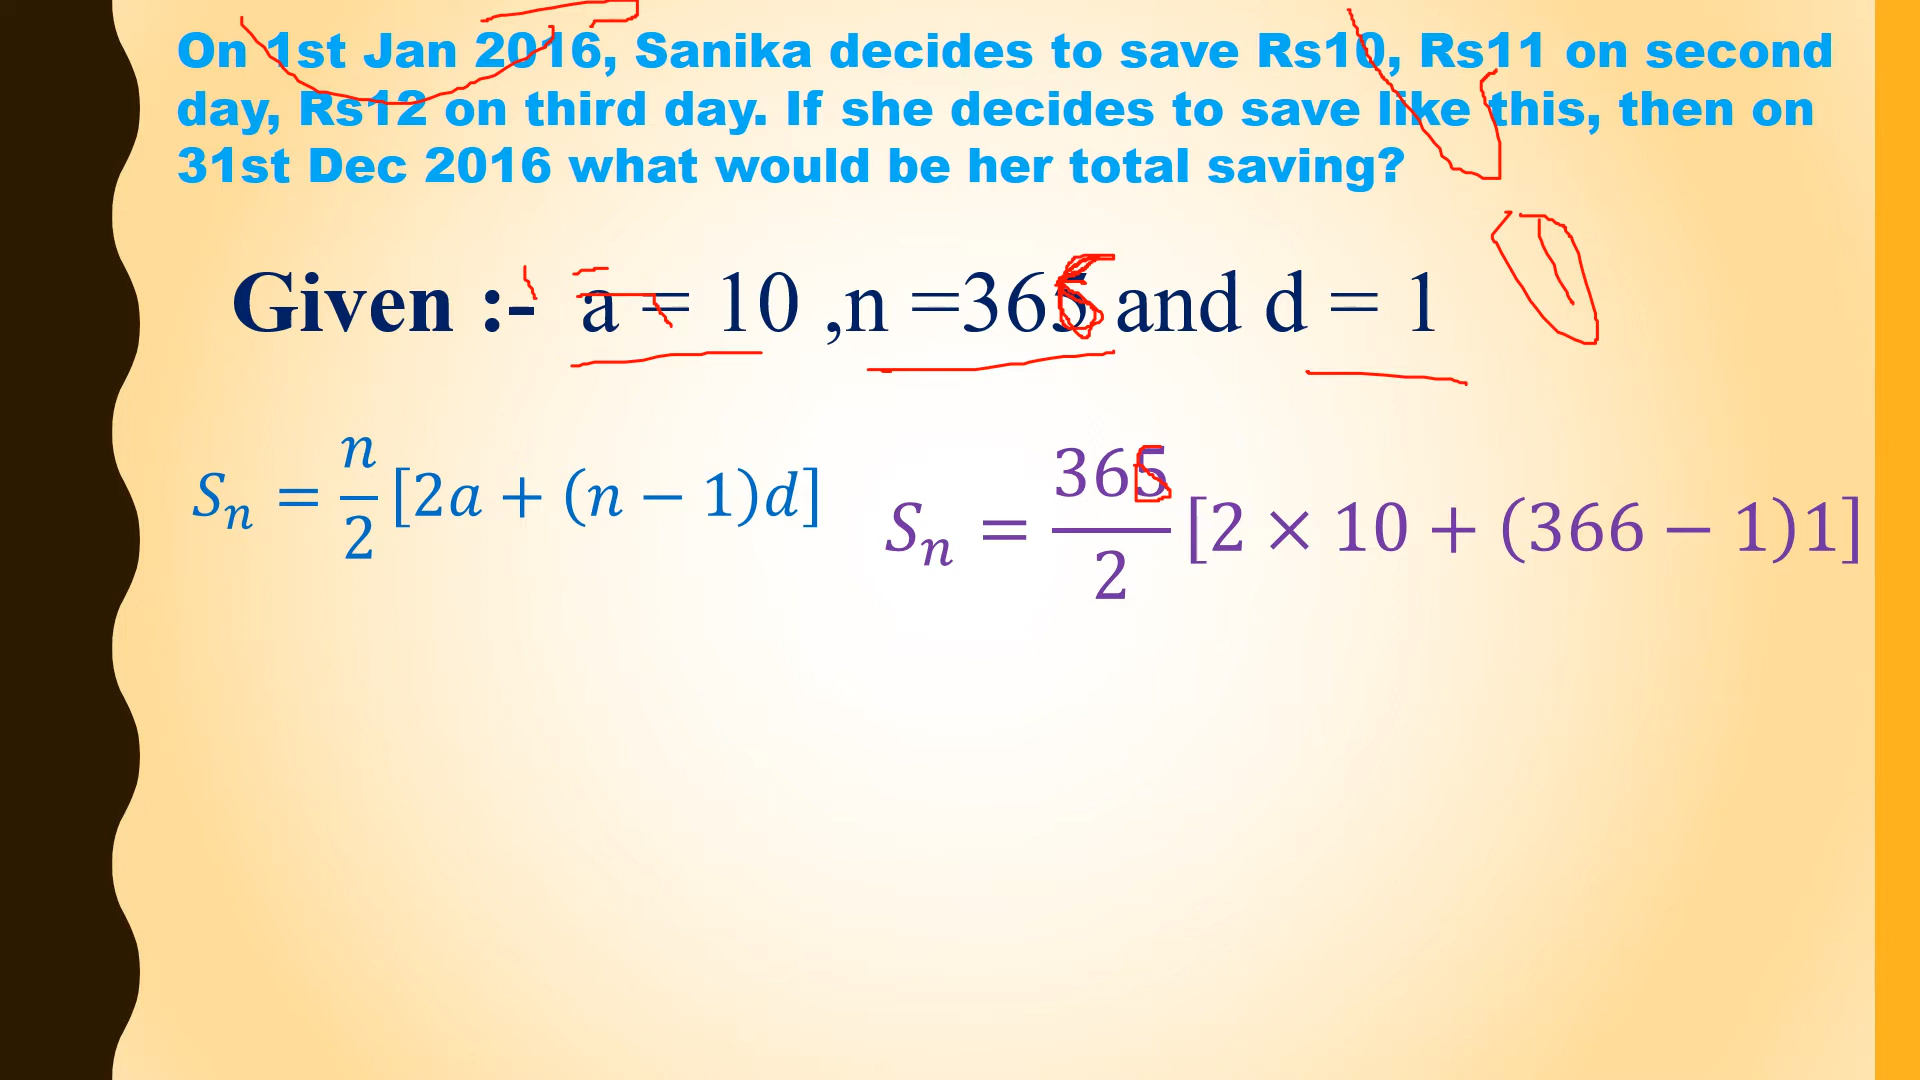 On 1st Jan 2016, Sanika decides to save Rs10, Rs11 on second
day, Rs12 on third day. If she decides to save like this, then on
31st Dec 2016 what would be her total saving?
Given :- a = 10 ,n =365 and d = 1
Sₙ = n/2 [2a + (n − 1)d]
Sₙ = 365/2 [2 × 10 + (366 − 1)1]